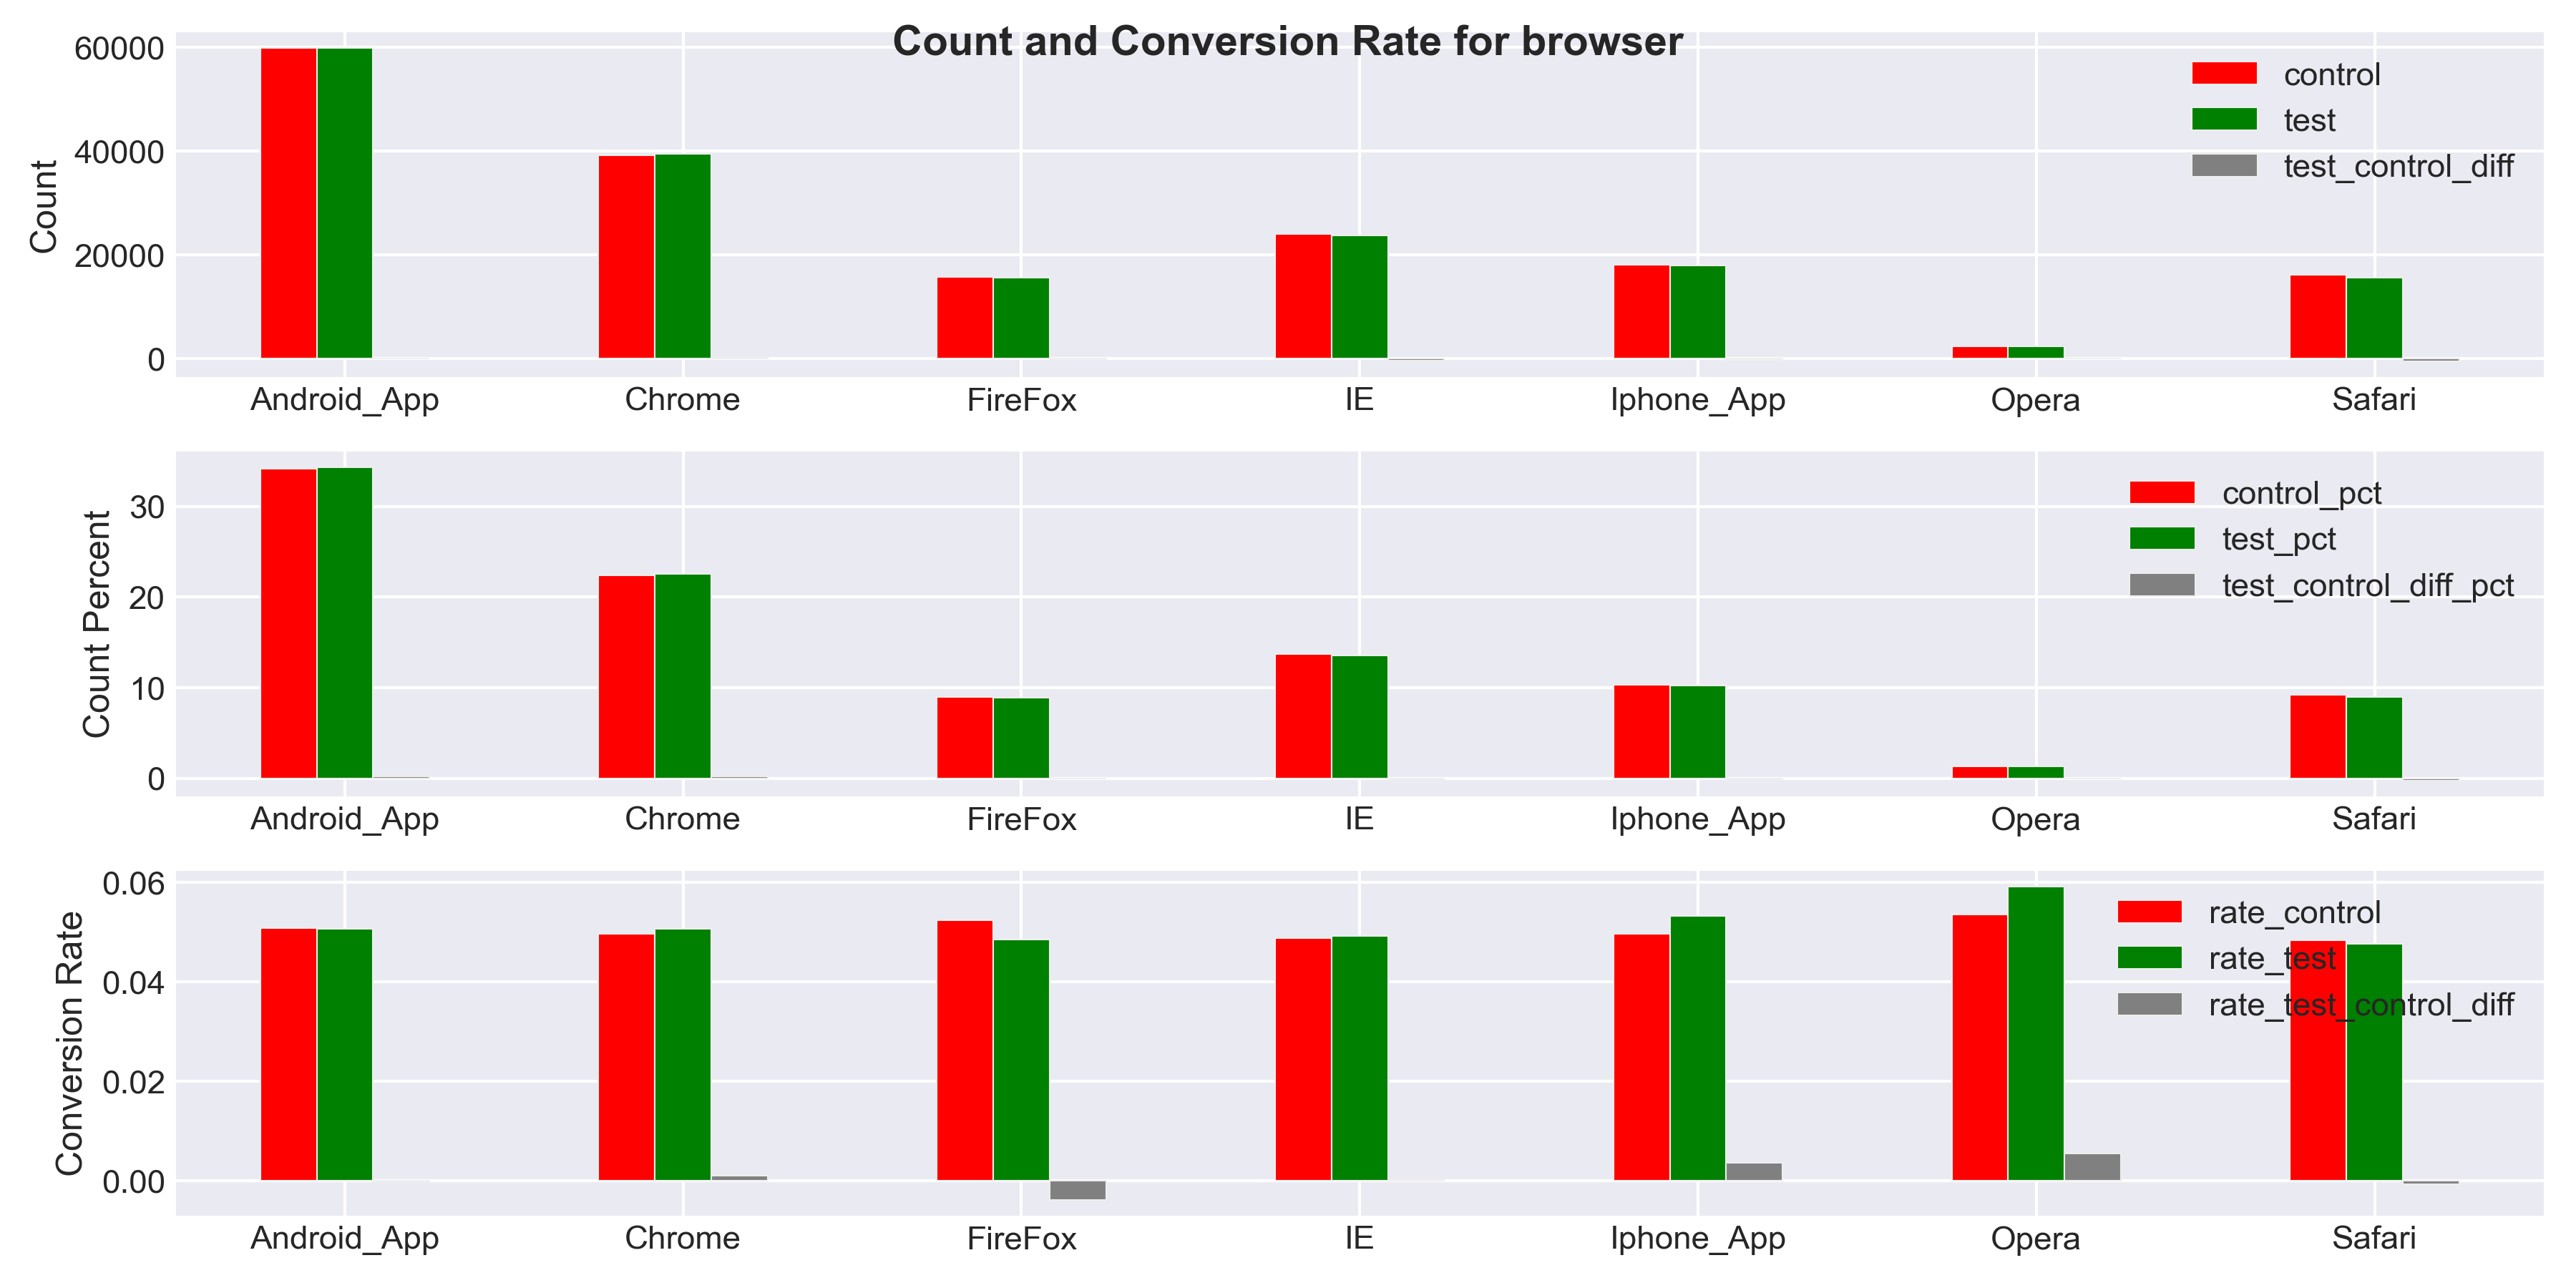 Count and Conversion Rate for browser
60000
40000
20000
0
Count
control
test
test_control_diff
Android_App Chrome FireFox IE Iphone_App Opera Safari
30
20
10
0
Count Percent
control_pct
test_pct
test_control_diff_pct
Android_App Chrome FireFox IE Iphone_App Opera Safari
0.06
0.04
0.02
0.00
Conversion Rate
rate_control
rate_test
rate_test_control_diff
Android_App Chrome FireFox IE Iphone_App Opera Safari